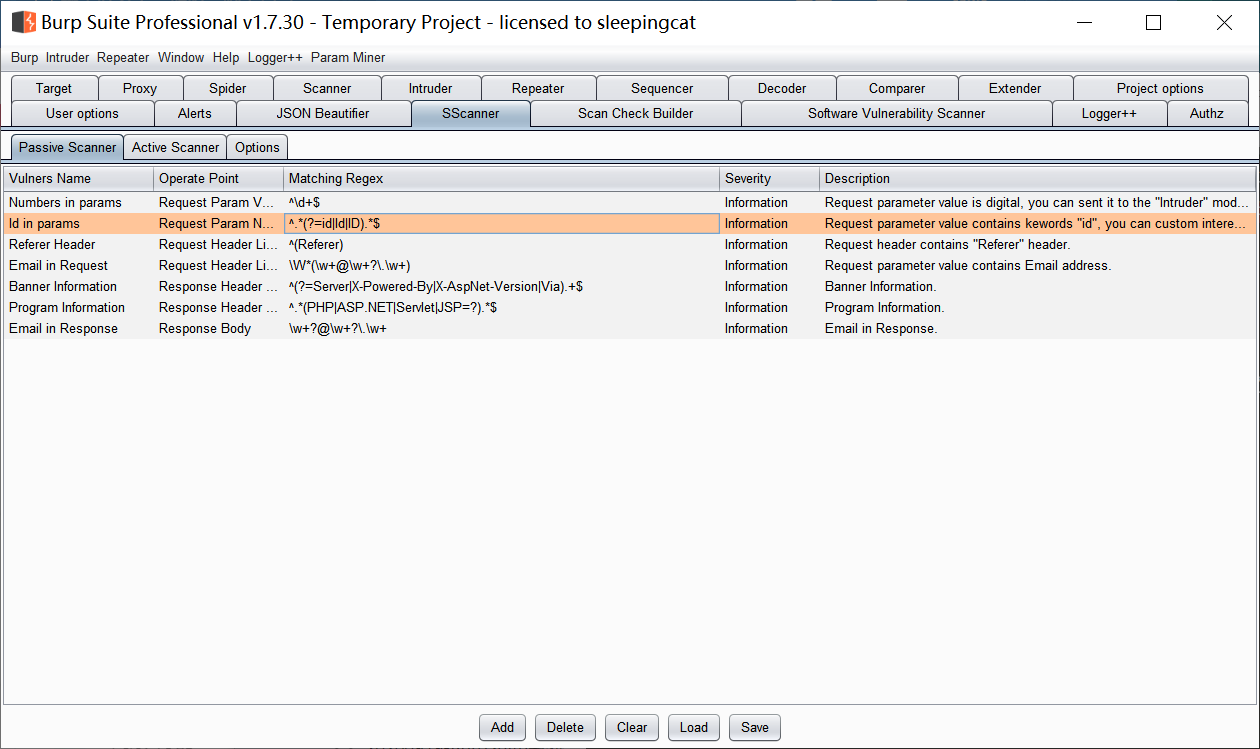 Burp Suite Professional v1.7.30 - Temporary Project - licensed to sleepingcat
Burp Intruder Repeater Window Help Logger++ Param Miner
Target Proxy Spider Scanner Intruder Repeater Sequencer Decoder Comparer Extender Project options
User options Alerts JSON Beautifier SScanner Scan Check Builder Software Vulnerability Scanner Logger++ Authz
Passive Scanner Active Scanner Options
Vulners Name Operate Point Matching Regex Severity Description
Numbers in params Request Param V... ^\d+$ Information Request parameter value is digital, you can sent it to the "Intruder" mod...
Id in params Request Param N... ^.*(?=id|Id|ID).*$ Information Request parameter value contains kewords "id", you can custom intere...
Referer Header Request Header Li... ^(Referer) Information Request header contains "Referer" header.
Email in Request Request Header Li... \W*(\w+@\w+?\.\w+) Information Request parameter value contains Email address.
Banner Information Response Header ... ^(?=Server|X-Powered-By|X-AspNet-Version|Via).+$ Information Banner Information.
Program Information Response Header ... ^.*(PHP|ASP.NET|Servlet|JSP=?).*$ Information Program Information.
Email in Response Response Body \w+?@\w+?\.\w+ Information Email in Response.
Add Delete Clear Load Save